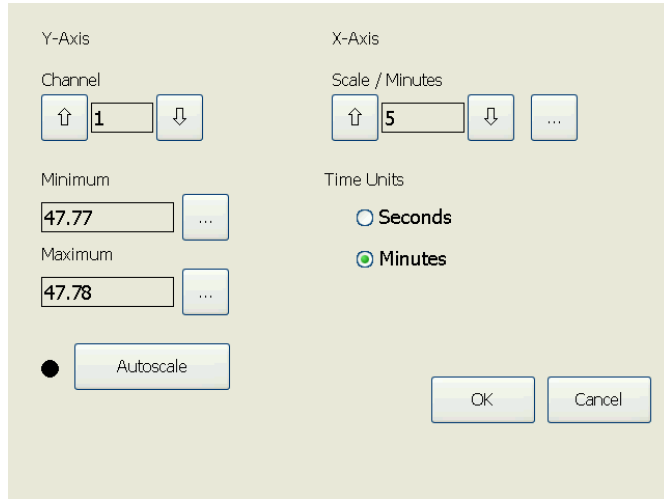 Y-Axis
X-Axis
Channel
Scale / Minutes
1
5
...
Minimum
Time Units
47.77
...
Seconds
Maximum
Minutes
47.78
...
Autoscale
OK
Cancel